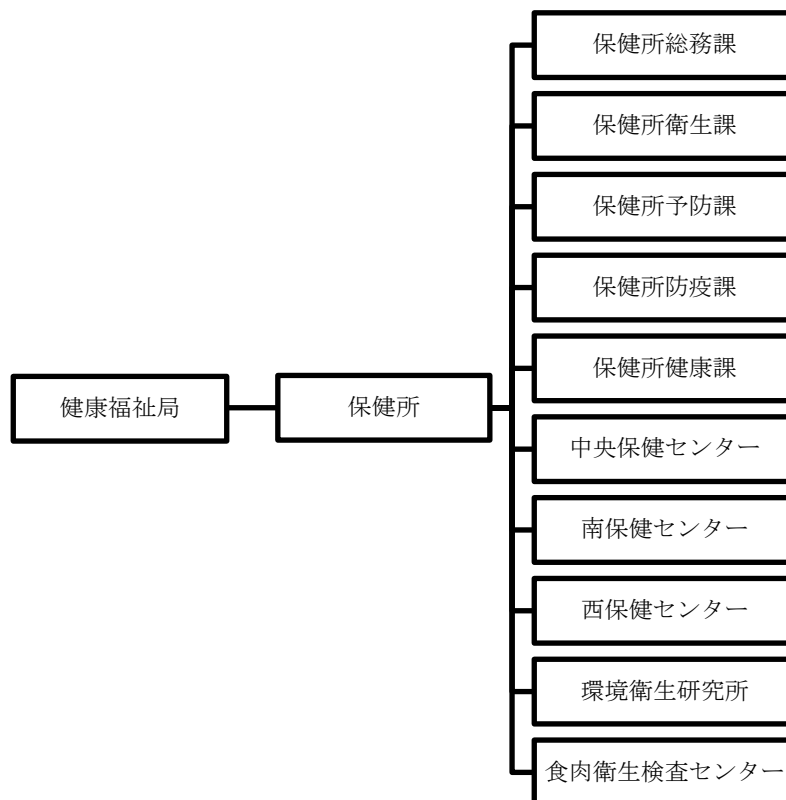 保健所総務課
保健所衛生課
保健所予防課
保健所防疫課
保健所健康課
健康福祉局
保健所
中央保健センター
南保健センター
西保健センター
環境衛生研究所
食肉衛生検査センター